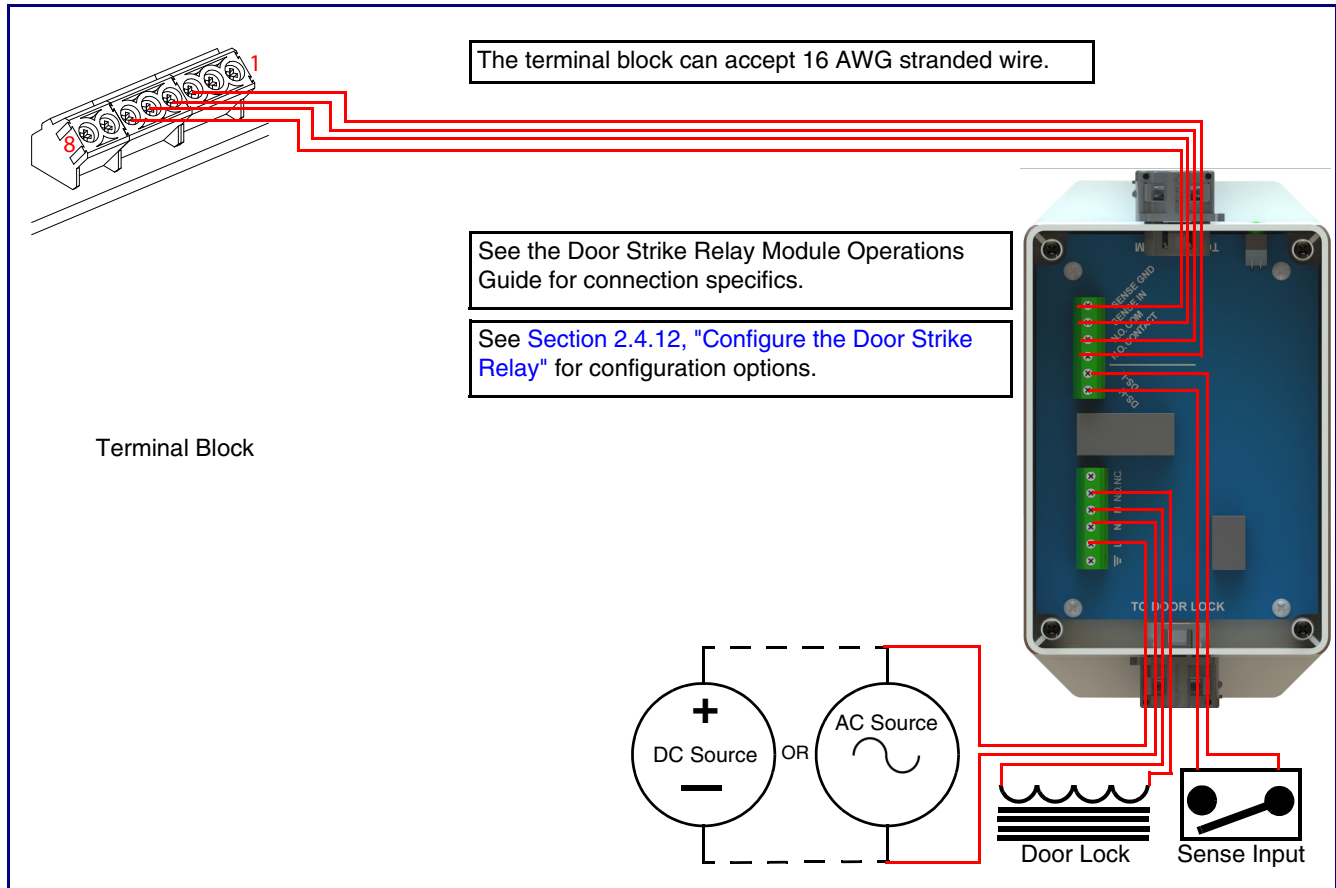 1
8
The terminal block can accept 16 AWG stranded wire.
See the Door Strike Relay Module Operations
Guide for connection specifics.
See Section 2.4.12, "Configure the Door Strike
Relay" for configuration options.
Terminal Block
SENSE GND
SENSE IN
N.O. COM
N.O. CONTACT
N.O.
N.C.
N
N
L
TO DOOR LOCK
+
DC Source
−
OR
AC Source
Door Lock
Sense Input